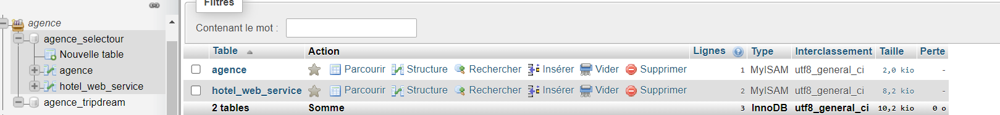 agence
agence_selectour
Nouvelle table
agence
hotel_web_service
agence_tripdream
Filtres
Contenant le mot :
Table Action Lignes Type Interclassement Taille Perte
agence Parcourir Structure Rechercher Insérer Vider Supprimer 1 MyISAM utf8_general_ci 2,0 kio -
hotel_web_service Parcourir Structure Rechercher Insérer Vider Supprimer 2 MyISAM utf8_general_ci 8,2 kio -
2 tables Somme 3 InnoDB utf8_general_ci 10,2 kio 0 o